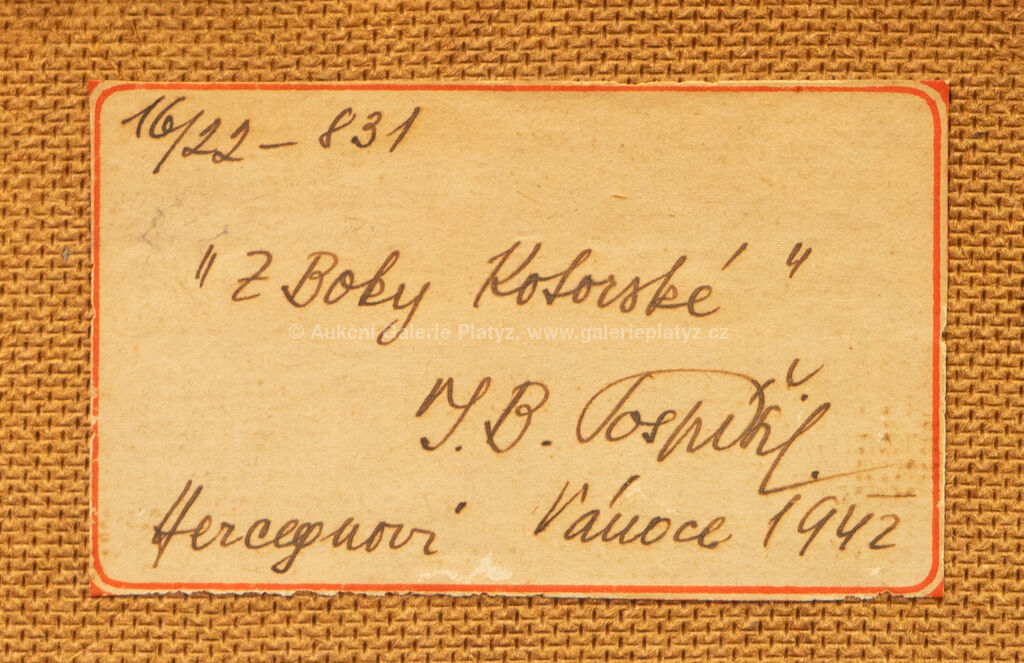 16/22 - 831
"Z Boky Kotorské"
© Aukční Galerie Platýz, www.galerieplatyz.cz
J. B. Pospíšil.
Hercegnovi Vánoce 1942